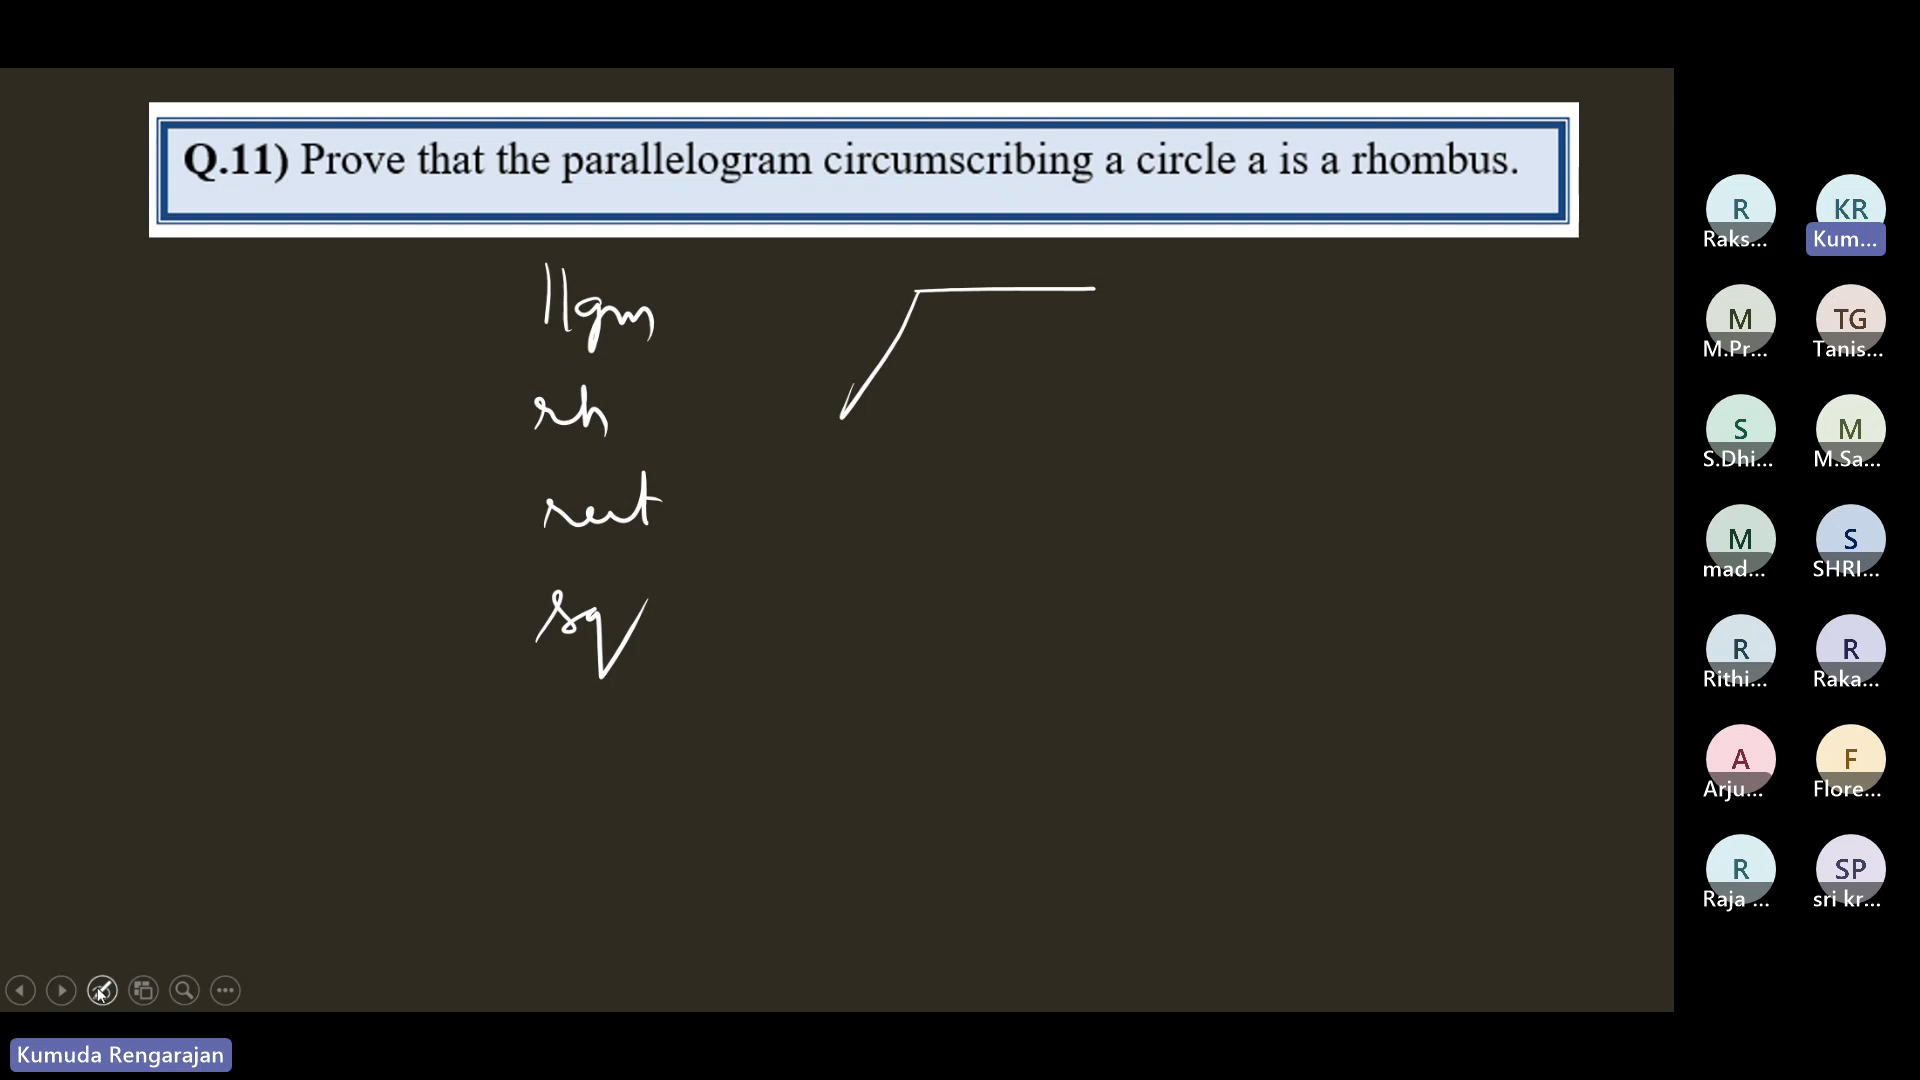 Q.11) Prove that the parallelogram circumscribing a circle a is a rhombus.
||gm
rh
rect
sq
R
Raks...
KR
Kum...
M
M.Pr...
TG
Tanis...
S
S.Dhi...
M
M.Sa...
M
mad...
S
SHRI...
R
Rithi...
R
Raka...
A
Arju...
F
Flore...
R
Raja ...
SP
sri kr...
Kumuda Rengarajan